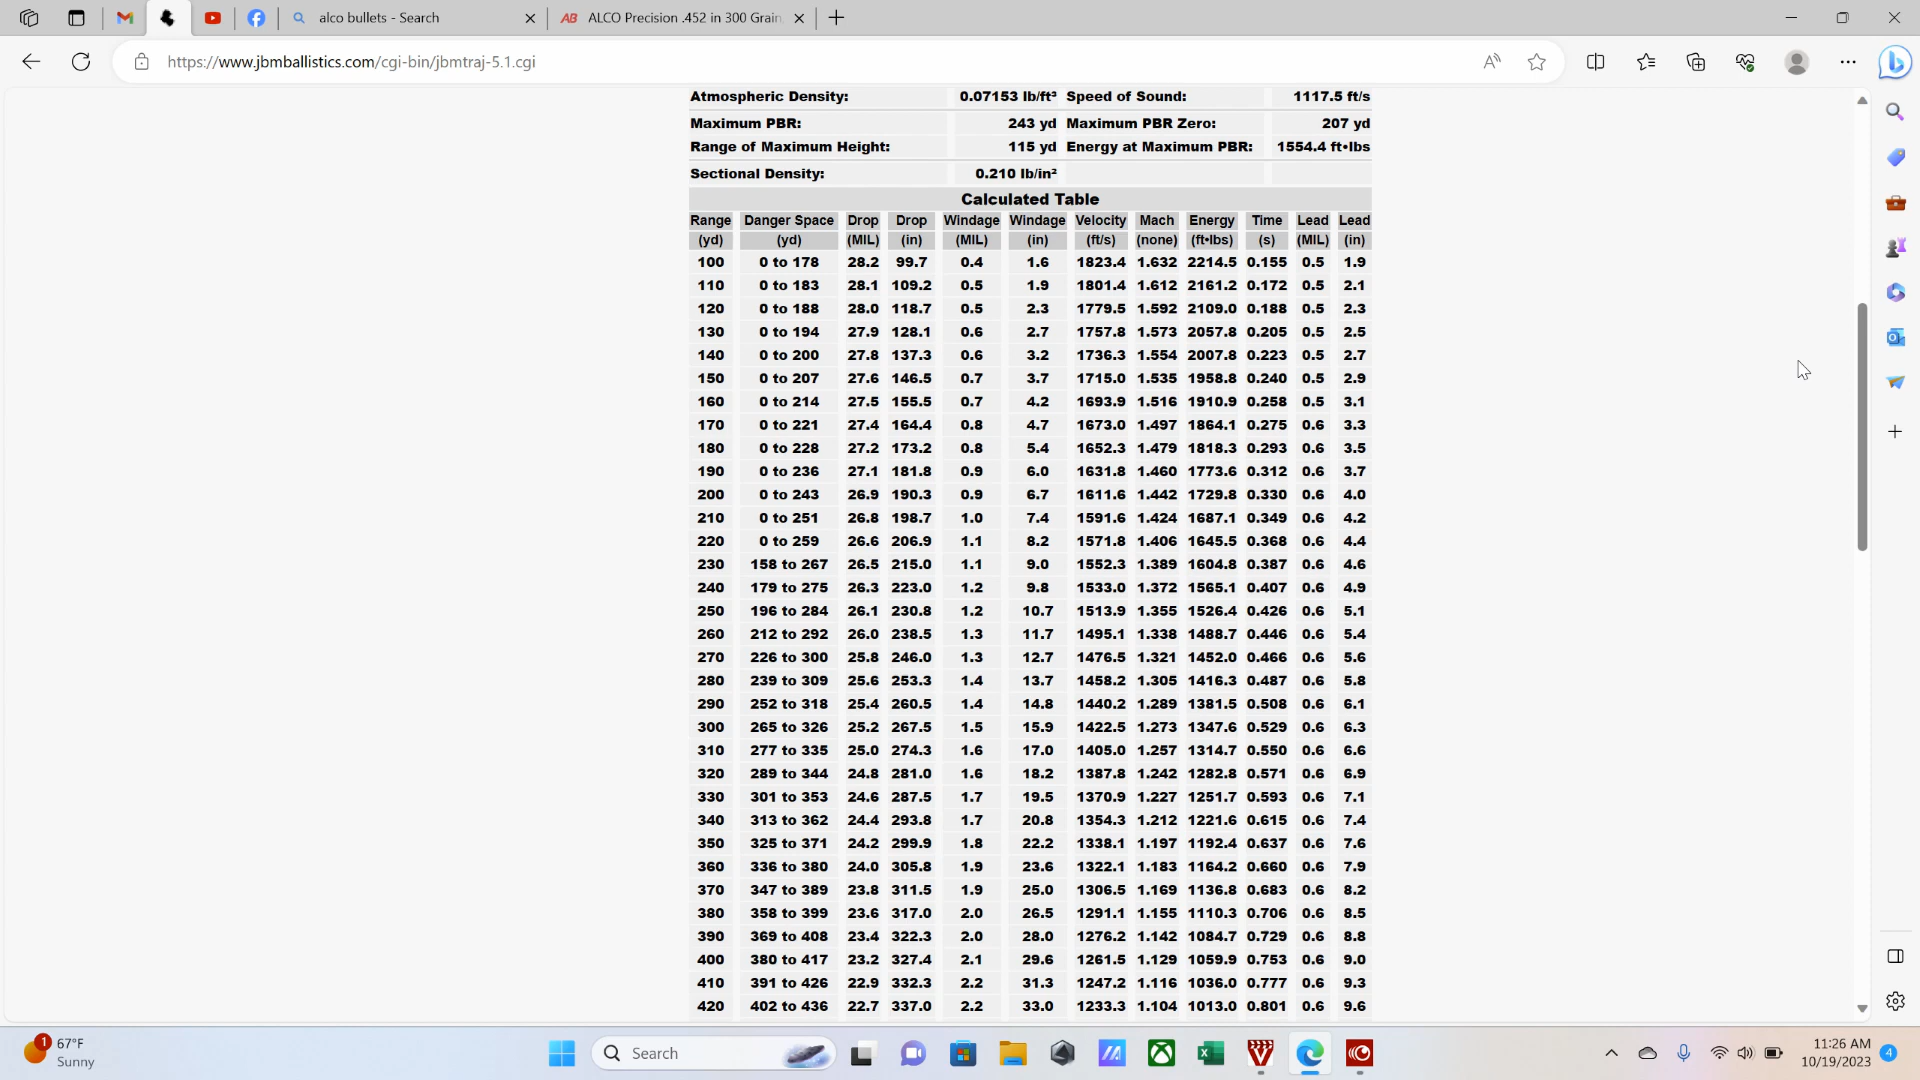 alco bullets - Search
AB ALCO Precision .452 in 300 Grain
https://www.jbmballistics.com/cgi-bin/jbmtraj-5.1.cgi
Atmospheric Density: 0.07153 lb/ft³ Speed of Sound: 1117.5 ft/s
Maximum PBR: 243 yd Maximum PBR Zero: 207 yd
Range of Maximum Height: 115 yd Energy at Maximum PBR: 1554.4 ft•lbs
Sectional Density: 0.210 lb/in²
Calculated Table
Range Danger Space Drop Drop Windage Windage Velocity Mach Energy Time Lead Lead
(yd) (yd) (MIL) (in) (MIL) (in) (ft/s) (none) (ft•lbs) (s) (MIL) (in)
100 0 to 178 28.2 99.7 0.4 1.6 1823.4 1.632 2214.5 0.155 0.5 1.9
110 0 to 183 28.1 109.2 0.5 1.9 1801.4 1.612 2161.2 0.172 0.5 2.1
120 0 to 188 28.0 118.7 0.5 2.3 1779.5 1.592 2109.0 0.188 0.5 2.3
130 0 to 194 27.9 128.1 0.6 2.7 1757.8 1.573 2057.8 0.205 0.5 2.5
140 0 to 200 27.8 137.3 0.6 3.2 1736.3 1.554 2007.8 0.223 0.5 2.7
150 0 to 207 27.6 146.5 0.7 3.7 1715.0 1.535 1958.8 0.240 0.5 2.9
160 0 to 214 27.5 155.5 0.7 4.2 1693.9 1.516 1910.9 0.258 0.5 3.1
170 0 to 221 27.4 164.4 0.8 4.7 1673.0 1.497 1864.1 0.275 0.6 3.3
180 0 to 228 27.2 173.2 0.8 5.4 1652.3 1.479 1818.3 0.293 0.6 3.5
190 0 to 236 27.1 181.8 0.9 6.0 1631.8 1.460 1773.6 0.312 0.6 3.7
200 0 to 243 26.9 190.3 0.9 6.7 1611.6 1.442 1729.8 0.330 0.6 4.0
210 0 to 251 26.8 198.7 1.0 7.4 1591.6 1.424 1687.1 0.349 0.6 4.2
220 0 to 259 26.6 206.9 1.1 8.2 1571.8 1.406 1645.5 0.368 0.6 4.4
230 158 to 267 26.5 215.0 1.1 9.0 1552.3 1.389 1604.8 0.387 0.6 4.6
240 179 to 275 26.3 223.0 1.2 9.8 1533.0 1.372 1565.1 0.407 0.6 4.9
250 196 to 284 26.1 230.8 1.2 10.7 1513.9 1.355 1526.4 0.426 0.6 5.1
260 212 to 292 26.0 238.5 1.3 11.7 1495.1 1.338 1488.7 0.446 0.6 5.4
270 226 to 300 25.8 246.0 1.3 12.7 1476.5 1.321 1452.0 0.466 0.6 5.6
280 239 to 309 25.6 253.3 1.4 13.7 1458.2 1.305 1416.3 0.487 0.6 5.8
290 252 to 318 25.4 260.5 1.4 14.8 1440.2 1.289 1381.5 0.508 0.6 6.1
300 265 to 326 25.2 267.5 1.5 15.9 1422.5 1.273 1347.6 0.529 0.6 6.3
310 277 to 335 25.0 274.3 1.6 17.0 1405.0 1.257 1314.7 0.550 0.6 6.6
320 289 to 344 24.8 281.0 1.6 18.2 1387.8 1.242 1282.8 0.571 0.6 6.9
330 301 to 353 24.6 287.5 1.7 19.5 1370.9 1.227 1251.7 0.593 0.6 7.1
340 313 to 362 24.4 293.8 1.7 20.8 1354.3 1.212 1221.6 0.615 0.6 7.4
350 325 to 371 24.2 299.9 1.8 22.2 1338.1 1.197 1192.4 0.637 0.6 7.6
360 336 to 380 24.0 305.8 1.9 23.6 1322.1 1.183 1164.2 0.660 0.6 7.9
370 347 to 389 23.8 311.5 1.9 25.0 1306.5 1.169 1136.8 0.683 0.6 8.2
380 358 to 399 23.6 317.0 2.0 26.5 1291.1 1.155 1110.3 0.706 0.6 8.5
390 369 to 408 23.4 322.3 2.0 28.0 1276.2 1.142 1084.7 0.729 0.6 8.8
400 380 to 417 23.2 327.4 2.1 29.6 1261.5 1.129 1059.9 0.753 0.6 9.0
410 391 to 426 22.9 332.3 2.2 31.3 1247.2 1.116 1036.0 0.777 0.6 9.3
420 402 to 436 22.7 337.0 2.2 33.0 1233.3 1.104 1013.0 0.801 0.6 9.6
1
67°F
Sunny
Search
11:26 AM
10/19/2023
4